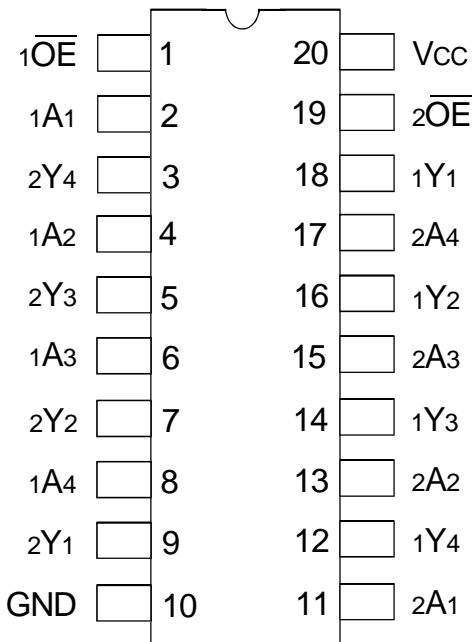 1O̅E̅ 1 20 VCC
1A1 2 19 2O̅E̅
2Y4 3 18 1Y1
1A2 4 17 2A4
2Y3 5 16 1Y2
1A3 6 15 2A3
2Y2 7 14 1Y3
1A4 8 13 2A2
2Y1 9 12 1Y4
GND 10 11 2A1